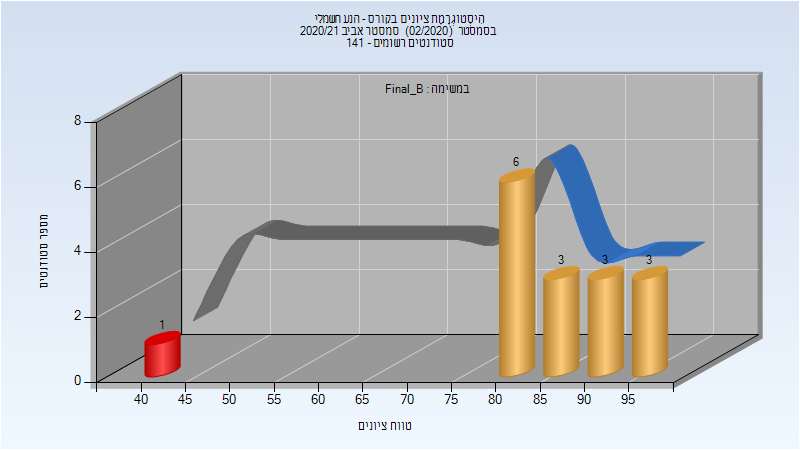 היסטוגרמת ציונים בקורס - הנע חשמלי
בסמסטר (02/2020) סמסטר אביב 2020/21
סטודנטים רשומים - 141
במשימה : Final_B
מספר סטודנטים
8
6
4
2
0
1
6
3
3
3
40 45 50 55 60 65 70 75 80 85 90 95
טווח ציונים